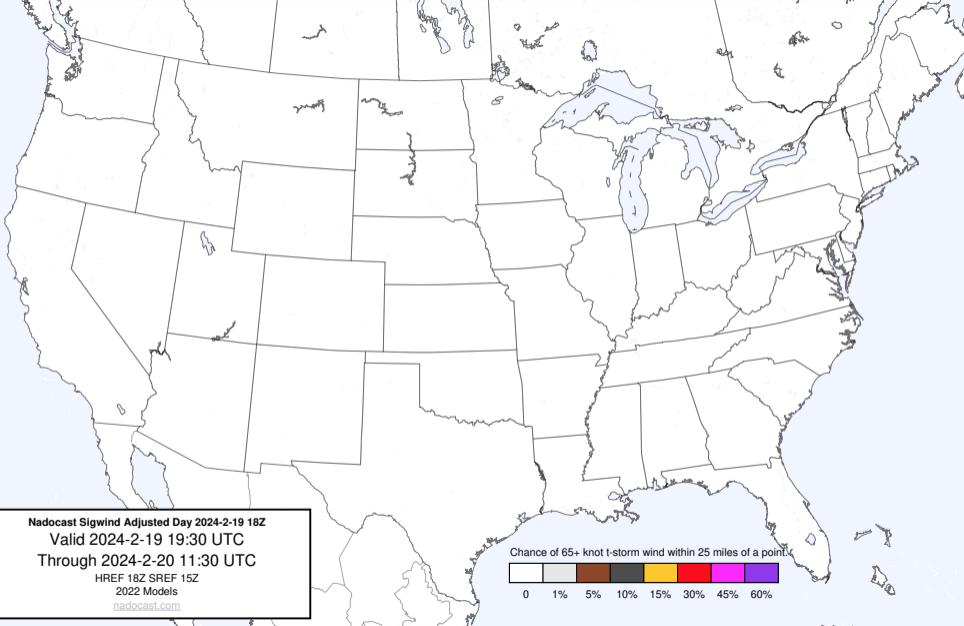 Nadocast Sigwind Adjusted Day 2024-2-19 18Z
Valid 2024-2-19 19:30 UTC
Through 2024-2-20 11:30 UTC
HREF 18Z SREF 15Z
2022 Models
nadocast.com
Chance of 65+ knot t-storm wind within 25 miles of a point.
0 1% 5% 10% 15% 30% 45% 60%